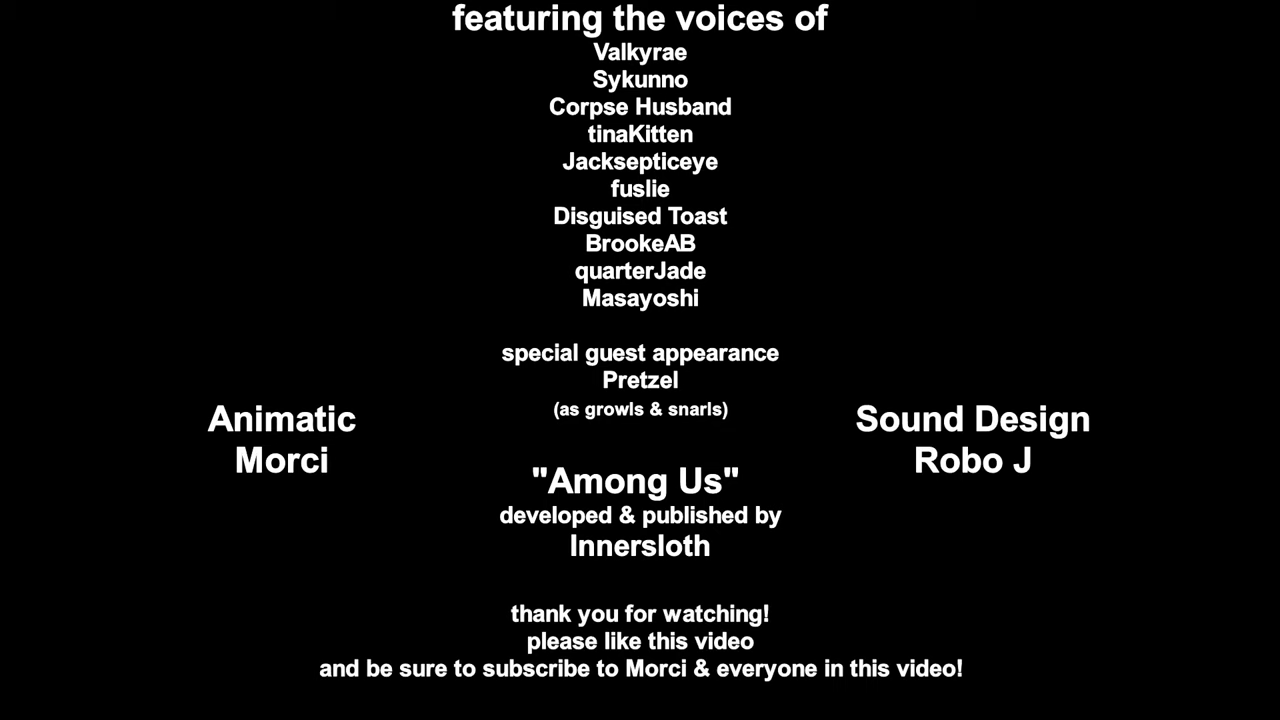 featuring the voices of
Valkyrae
Sykunno
Corpse Husband
tinaKitten
Jacksepticeye
fuslie
Disguised Toast
BrookeAB
quarterJade
Masayoshi
special guest appearance
Pretzel
(as growls & snarls)
Animatic
Morci
Sound Design
Robo J
"Among Us"
developed & published by
Innersloth
thank you for watching!
please like this video
and be sure to subscribe to Morci & everyone in this video!